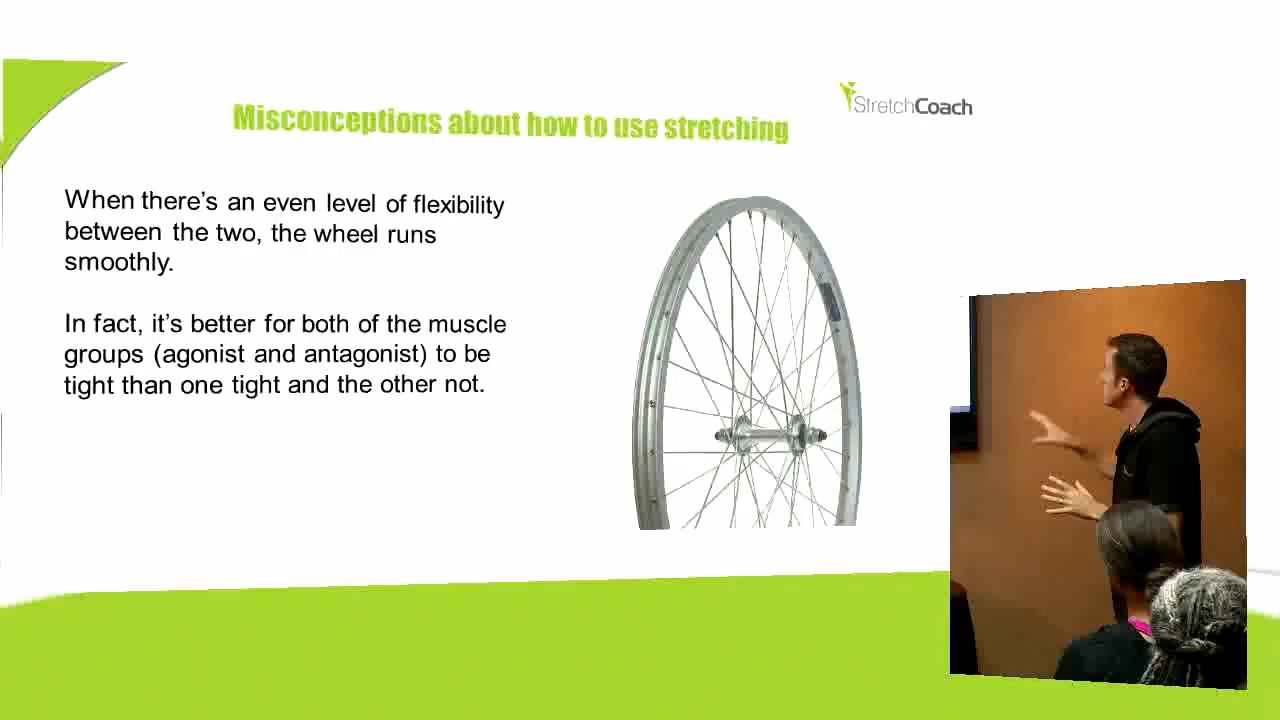 Misconceptions about how to use stretching
StretchCoach
When there's an even level of flexibility
between the two, the wheel runs
smoothly.
In fact, it's better for both of the muscle
groups (agonist and antagonist) to be
tight than one tight and the other not.